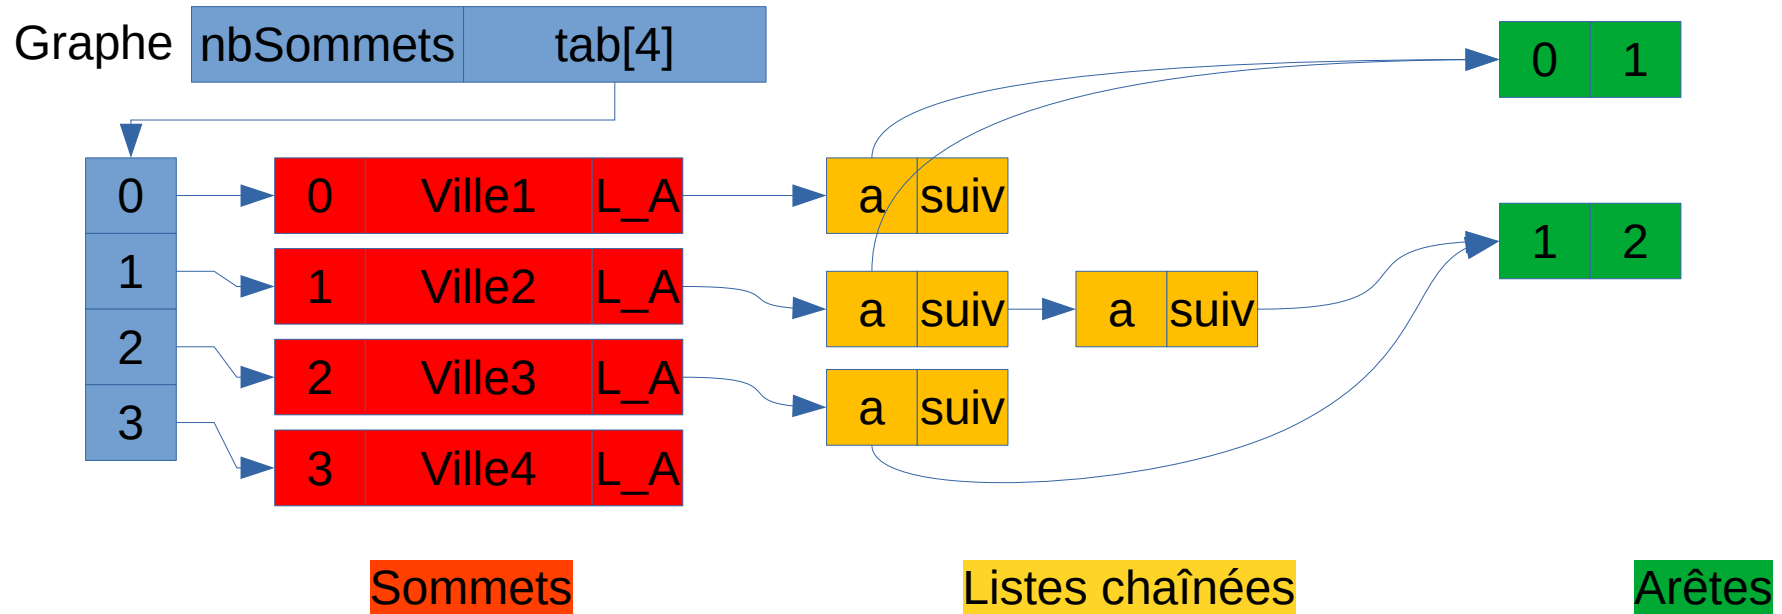 Graphe nbSommets tab[4]
0 1
0 0 Ville1 L_A a suiv
1 2
1 1 Ville2 L_A a suiv a suiv
2 2 Ville3 L_A a suiv
3 3 Ville4 L_A
Sommets Listes chaînées Arêtes